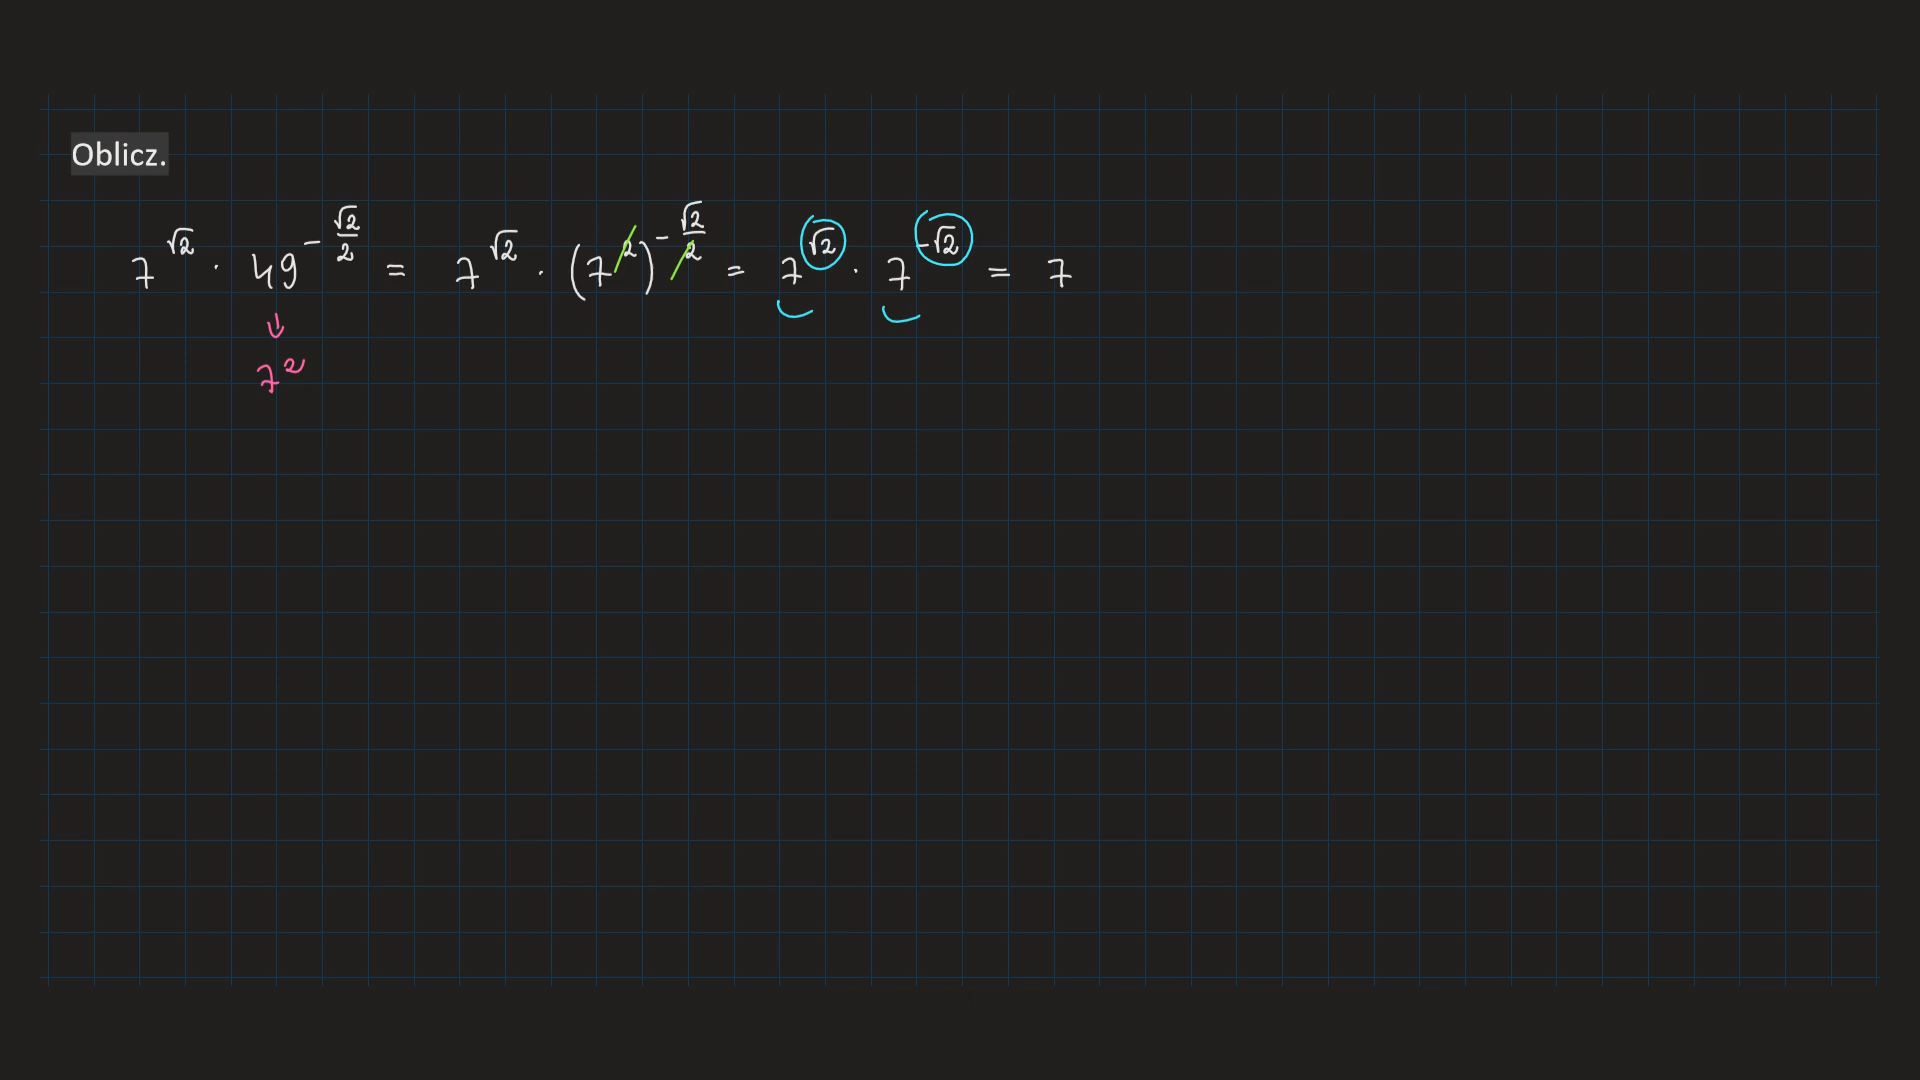 Oblicz.
7^√2 · 49^(-√2/2) = 7^√2 · (7^2)^(-√2/2) = 7^√2 · 7^(-√2) = 7
↓
7^2